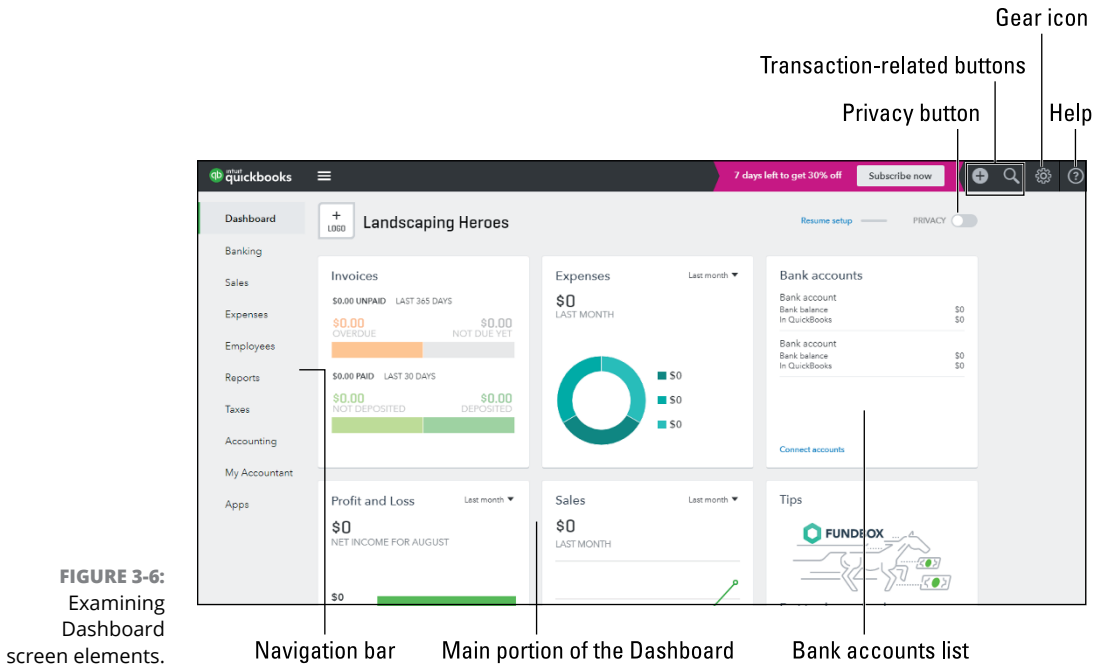 Gear icon
Transaction-related buttons
Privacy button
Help
qb intuit quickbooks
7 days left to get 30% off
Subscribe now
Dashboard
Banking
Sales
Expenses
Employees
Reports
Taxes
Accounting
My Accountant
Apps
+
LOGO
Landscaping Heroes
Resume setup
PRIVACY
Invoices
$0.00 UNPAID LAST 365 DAYS
$0.00 $0.00
OVERDUE NOT DUE YET
$0.00 PAID LAST 30 DAYS
$0.00 $0.00
NOT DEPOSITED DEPOSITED
Expenses Last month
$0
LAST MONTH
$0
$0
$0
Bank accounts
Bank account
Bank balance $0
In QuickBooks $0
Bank account
Bank balance $0
In QuickBooks $0
Connect accounts
Profit and Loss Last month
$0
NET INCOME FOR AUGUST
$0
Sales Last month
$0
LAST MONTH
Tips
FUNDBOX
FIGURE 3-6:
Examining
Dashboard
screen elements.
Navigation bar
Main portion of the Dashboard
Bank accounts list